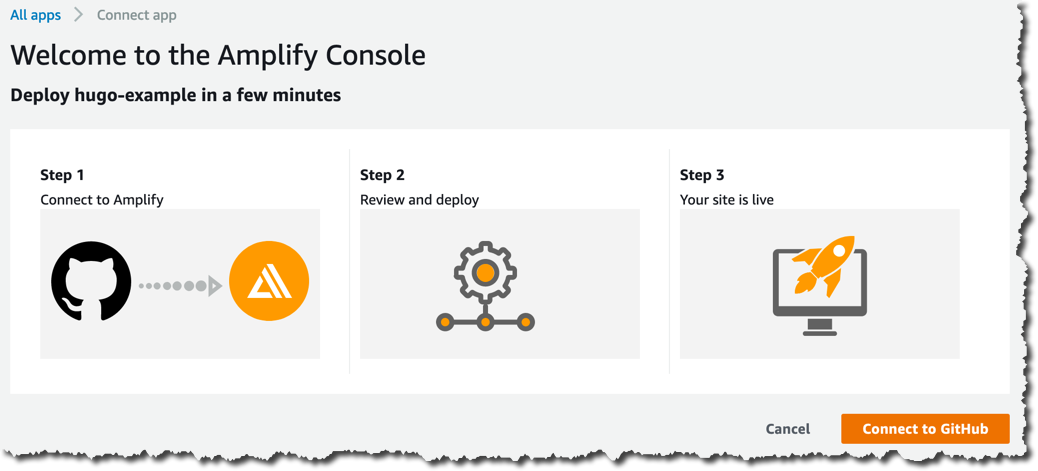 All apps > Connect app
Welcome to the Amplify Console
Deploy hugo-example in a few minutes
Step 1
Connect to Amplify
Step 2
Review and deploy
Step 3
Your site is live
Cancel
Connect to GitHub